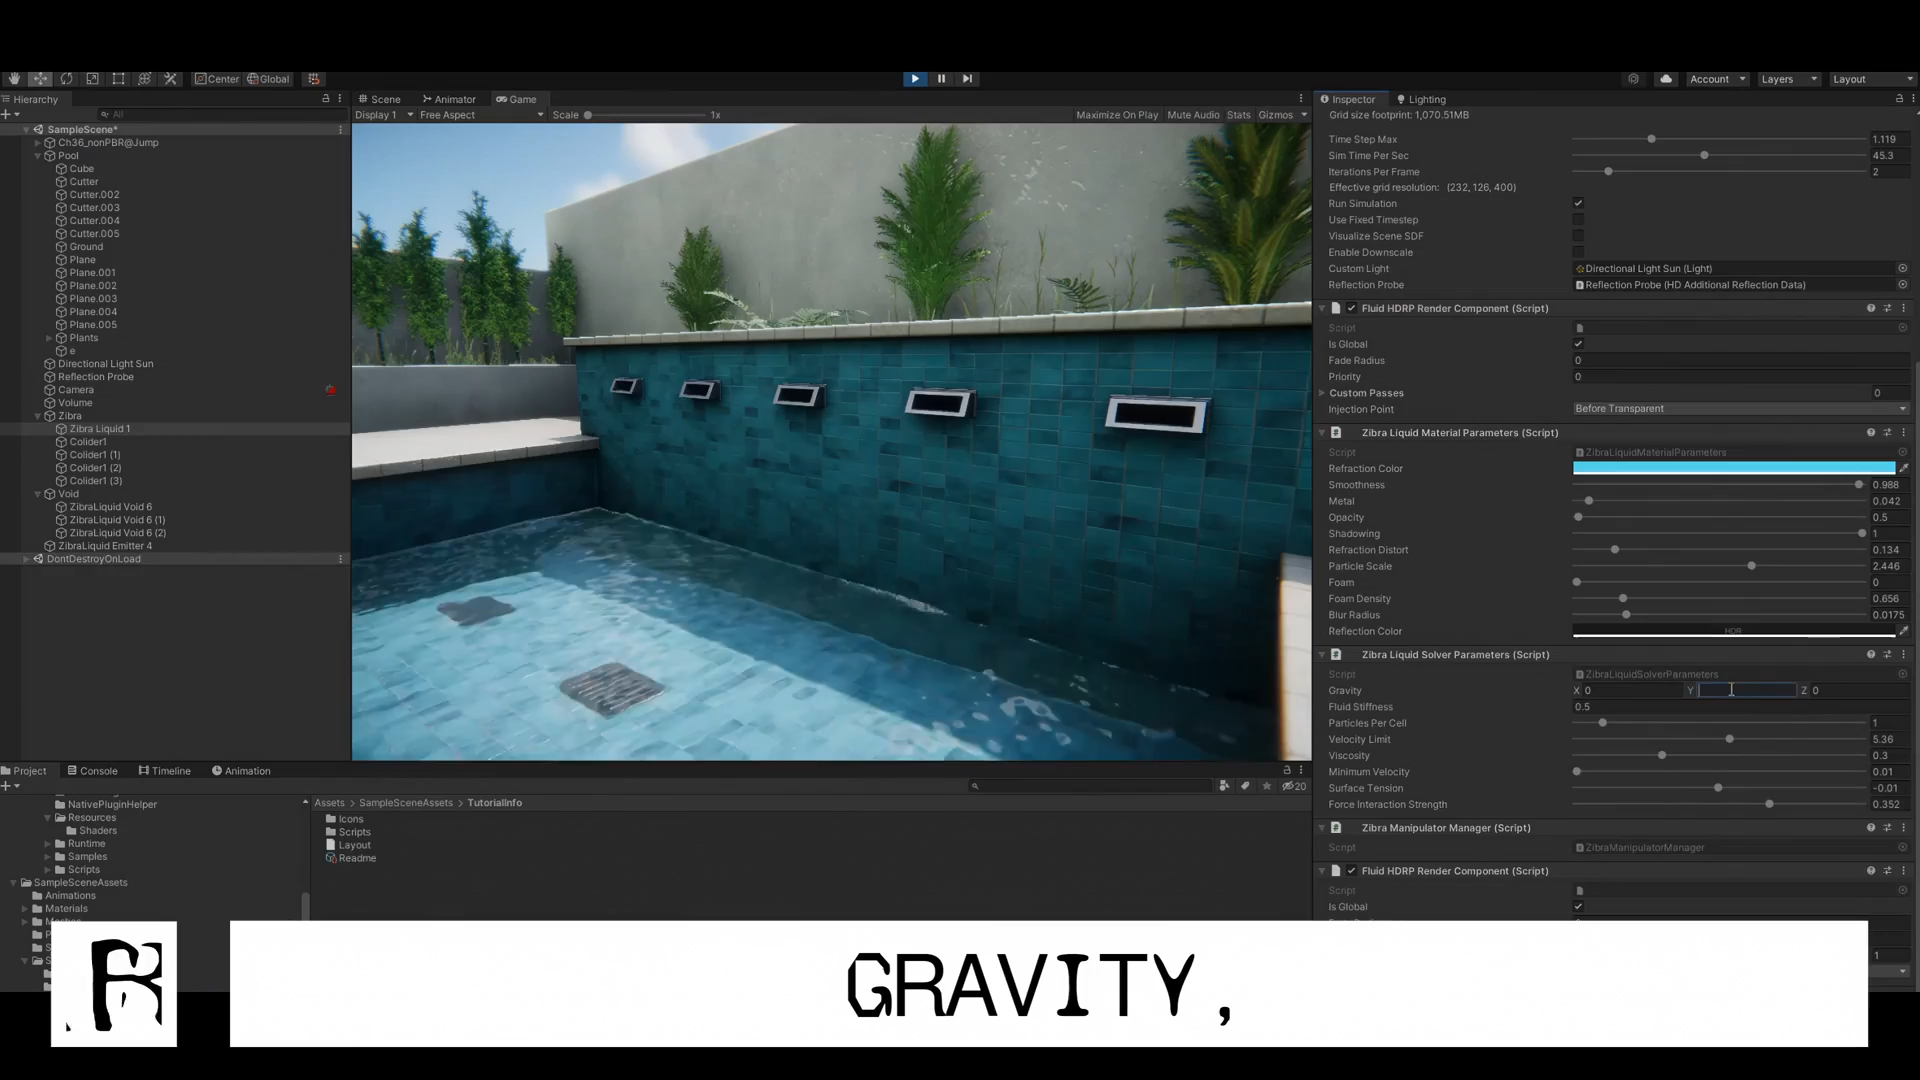 Center
Global
Account
Layers
Layout
Hierarchy
All
SampleScene*
Ch36_nonPBR@Jump
Pool
Cube
Cutter
Cutter.002
Cutter.003
Cutter.004
Cutter.005
Ground
Plane
Plane.001
Plane.002
Plane.003
Plane.004
Plane.005
Plants
e
Directional Light Sun
Reflection Probe
Camera
Volume
Zibra
Zibra Liquid 1
Colider1
Colider1 (1)
Colider1 (2)
Colider1 (3)
Void
ZibraLiquid Void 6
ZibraLiquid Void 6 (1)
ZibraLiquid Void 6 (2)
ZibraLiquid Emitter 4
DontDestroyOnLoad
Scene
Animator
Game
Display 1
Free Aspect
Scale
1x
Maximize On Play
Mute Audio
Stats
Gizmos
Inspector
Lighting
Grid size footprint: 1,070.51MB
Time Step Max 1.119
Sim Time Per Sec 45.3
Iterations Per Frame 2
Effective grid resolution: (232, 126, 400)
Run Simulation
Use Fixed Timestep
Visualize Scene SDF
Enable Downscale
Custom Light Directional Light Sun (Light)
Reflection Probe Reflection Probe (HD Additional Reflection Data)
Fluid HDRP Render Component (Script)
Script
Is Global
Fade Radius 0
Priority 0
Custom Passes 0
Injection Point Before Transparent
Zibra Liquid Material Parameters (Script)
Script ZibraLiquidMaterialParameters
Refraction Color
Smoothness 0.988
Metal 0.042
Opacity 0.5
Shadowing 1
Refraction Distort 0.134
Particle Scale 2.446
Foam 0
Foam Density 0.656
Blur Radius 0.0175
Reflection Color HDR
Zibra Liquid Solver Parameters (Script)
Script ZibraLiquidSolverParameters
Gravity X 0 Y Z 0
Fluid Stiffness 0.5
Particles Per Cell 1
Velocity Limit 5.36
Viscosity 0.3
Minimum Velocity 0.01
Surface Tension -0.01
Force Interaction Strength 0.352
Zibra Manipulator Manager (Script)
Script ZibraManipulatorManager
Fluid HDRP Render Component (Script)
Script
Is Global
1
Project
Console
Timeline
Animation
20
NativePluginHelper
Resources
Shaders
Runtime
Samples
Scripts
SampleSceneAssets
Animations
Materials
Assets
SampleSceneAssets
TutorialInfo
Icons
Scripts
Layout
Readme
GRAVITY,